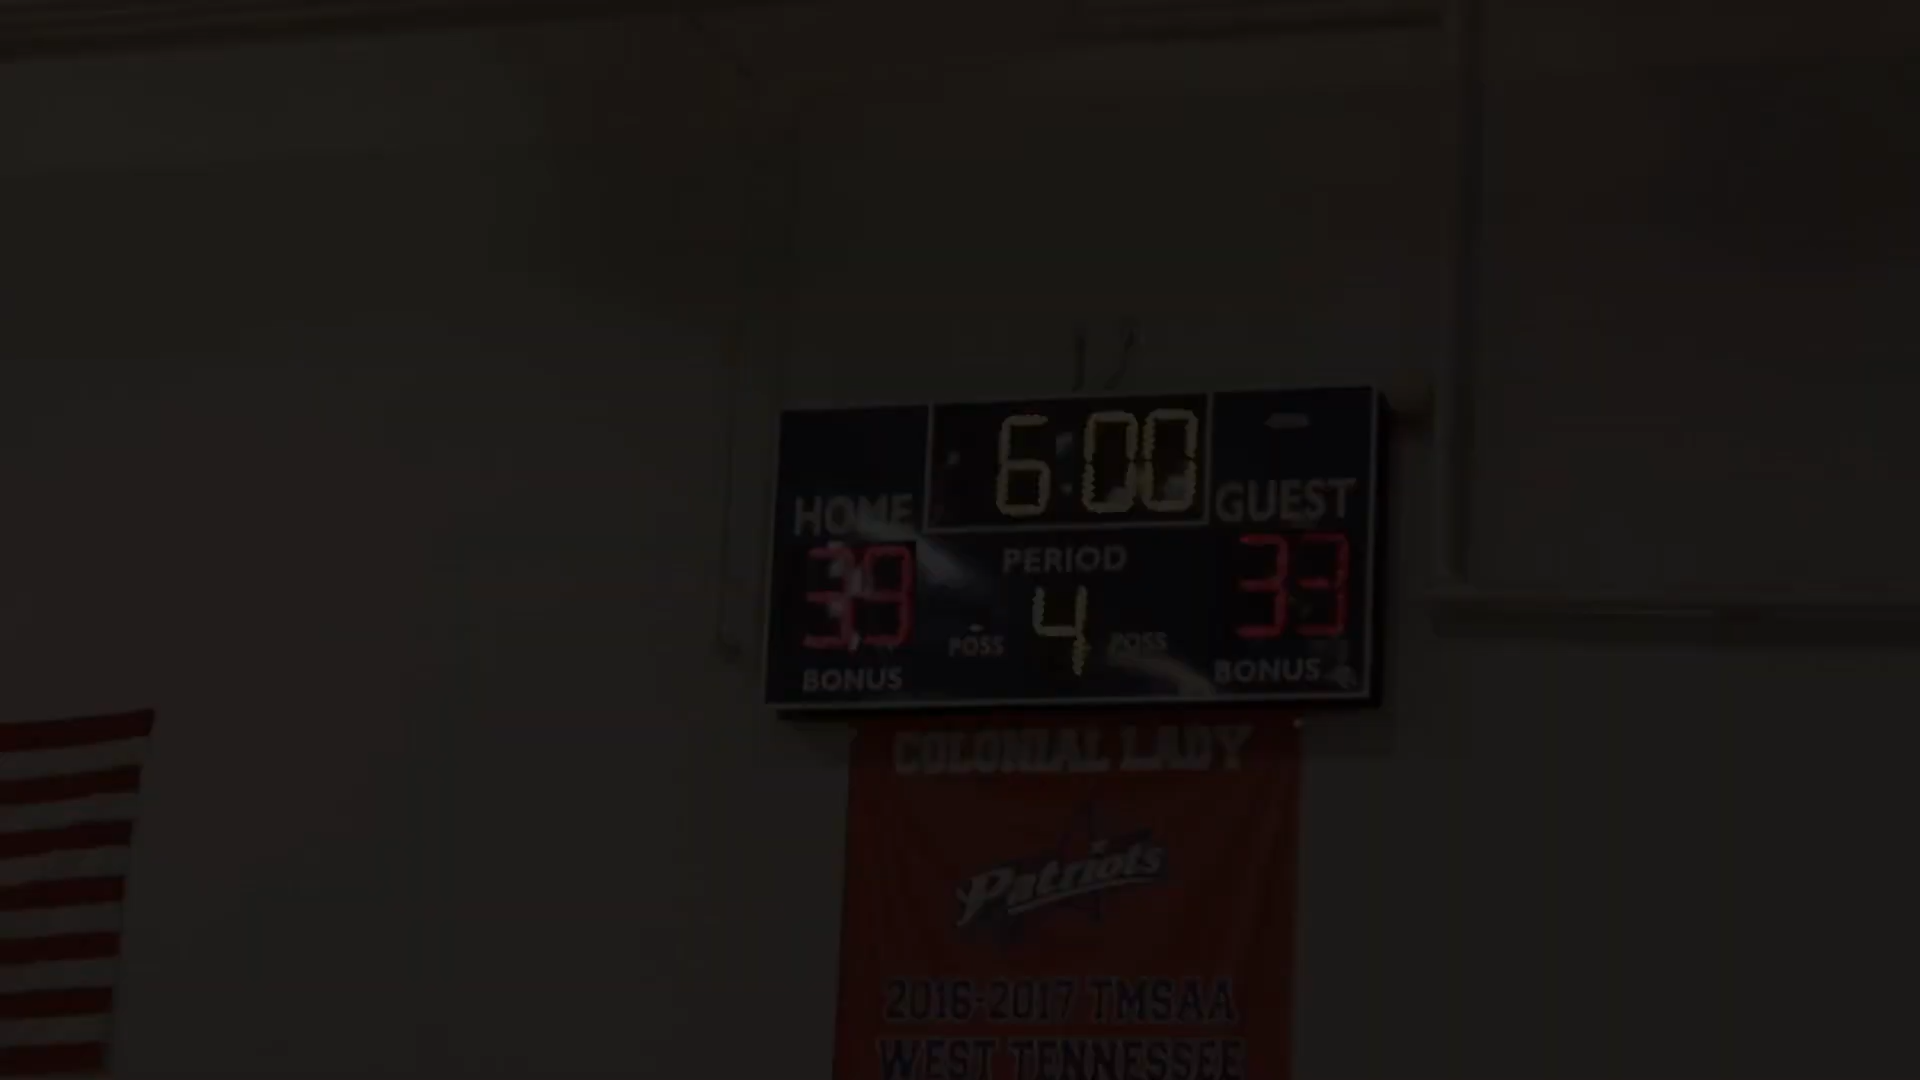 6:00
HOME
GUEST
39
PERIOD
33
4
POSS
POSS
BONUS
BONUS
COLONIAL LADY
Patriots
2016-2017 TMSAA
WEST TENNESSEE